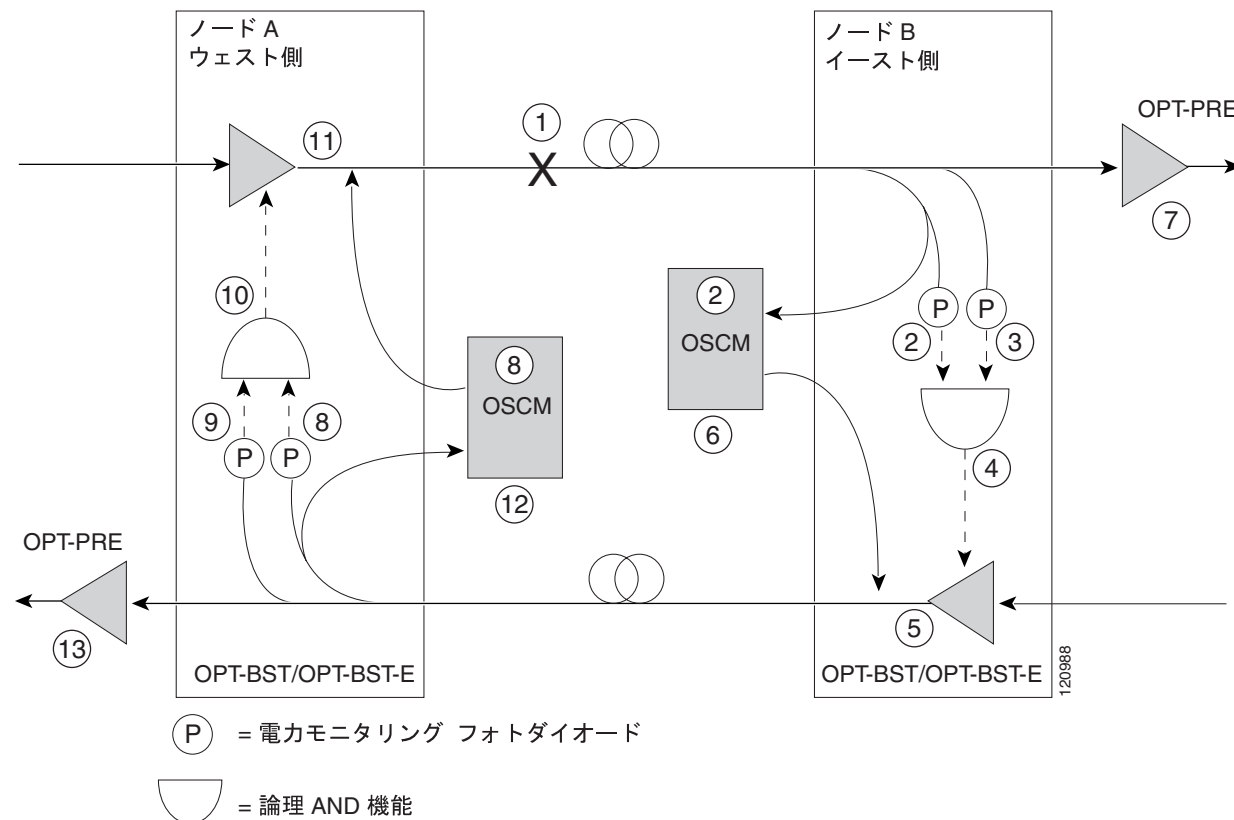 ノード A
ウェスト側
ノード B
イースト側
OPT-PRE
1
11
7
2
OSCM
P
P
2
3
10
8
OSCM
9
8
6
4
P
P
12
OPT-PRE
5
13
OPT-BST/OPT-BST-E
OPT-BST/OPT-BST-E
120988
P = 電力モニタリング フォトダイオード
= 論理 AND 機能